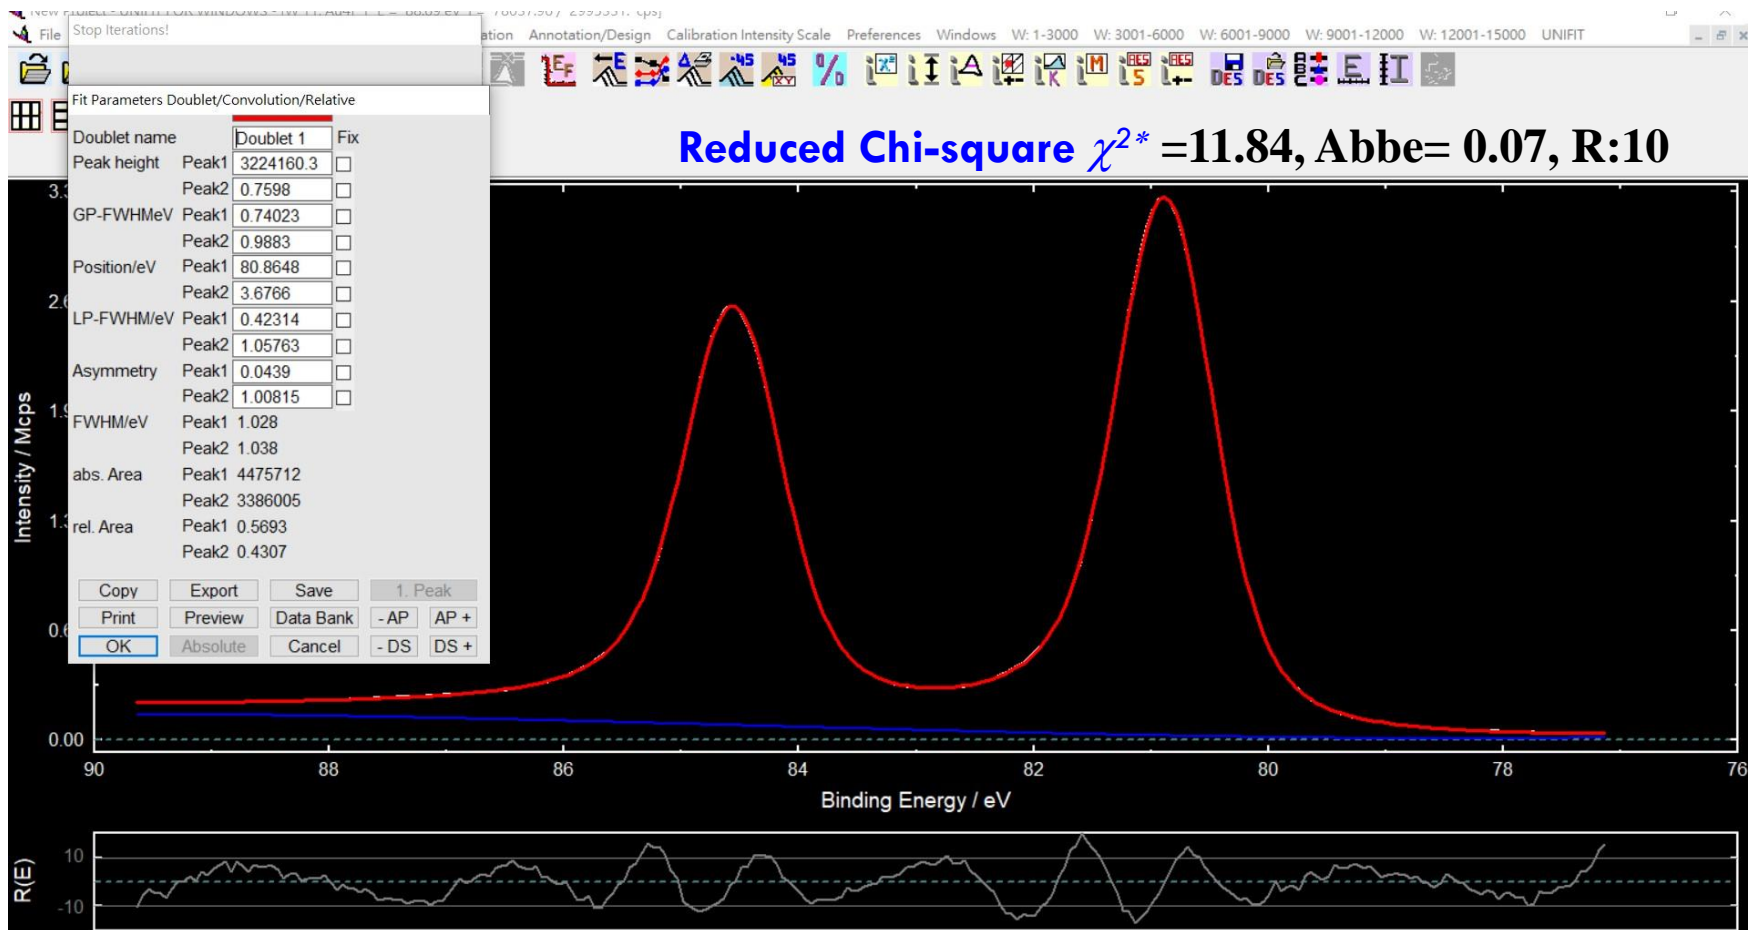 New Project - UNIFIT FOR WINDOWS
Stop Iterations!
File
Annotation/Design Calibration Intensity Scale Preferences Windows W: 1-3000 W: 3001-6000 W: 6001-9000 W: 9001-12000 W: 12001-15000 UNIFIT
Fit Parameters Doublet/Convolution/Relative
Reduced Chi-square χ²* =11.84, Abbe= 0.07, R:10
Doublet name Doublet 1 Fix
Peak height Peak1 3224160.3
Peak2 0.7598
GP-FWHMeV Peak1 0.74023
Peak2 0.9883
Position/eV Peak1 80.8648
Peak2 3.6766
LP-FWHM/eV Peak1 0.42314
Peak2 1.05763
Asymmetry Peak1 0.0439
Peak2 1.00815
FWHM/eV Peak1 1.028
Peak2 1.038
abs. Area Peak1 4475712
Peak2 3386005
rel. Area Peak1 0.5693
Peak2 0.4307
Copy Export Save 1. Peak
Print Preview Data Bank - AP AP +
OK Absolute Cancel - DS DS +
Intensity / Mcps
0.00
90 88 86 84 82 80 78 76
Binding Energy / eV
R(E)
10
-10